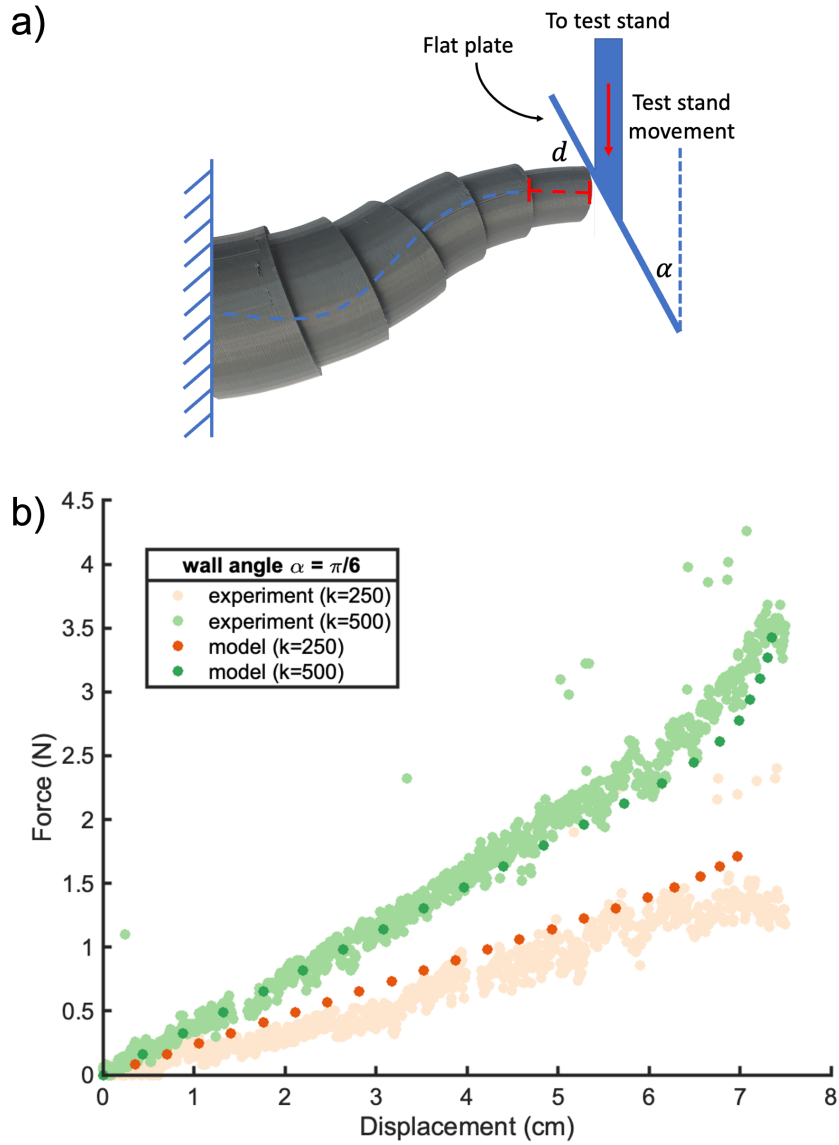 a)
To test stand
Flat plate
Test stand
movement
d
α
b)
4.5
4
3.5
3
2.5
2
1.5
1
0.5
0
Force (N)
wall angle α = π/6
experiment (k=250)
experiment (k=500)
model (k=250)
model (k=500)
0 1 2 3 4 5 6 7 8
Displacement (cm)